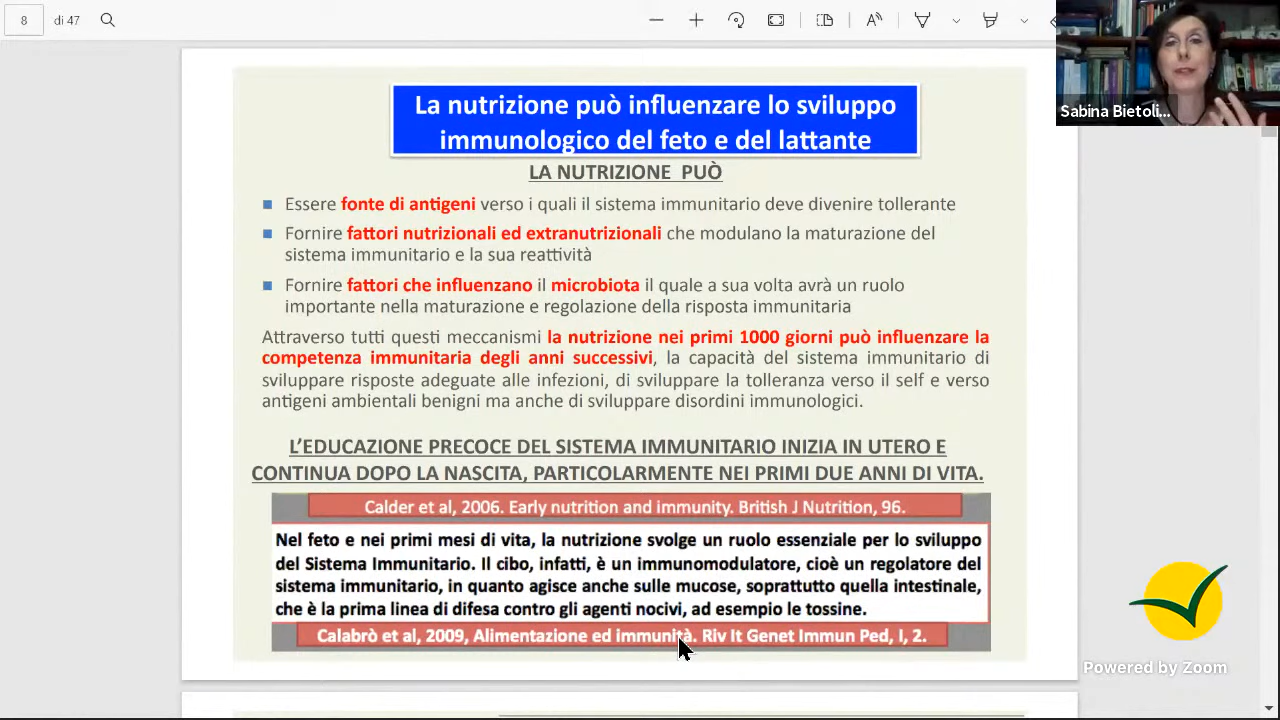 8
di 47
Sabina Bietoli...
La nutrizione può influenzare lo sviluppo
immunologico del feto e del lattante
LA NUTRIZIONE PUÒ
Essere fonte di antigeni verso i quali il sistema immunitario deve divenire tollerante
Fornire fattori nutrizionali ed extranutrizionali che modulano la maturazione del
sistema immunitario e la sua reattività
Fornire fattori che influenzano il microbiota il quale a sua volta avrà un ruolo
importante nella maturazione e regolazione della risposta immunitaria
Attraverso tutti questi meccanismi la nutrizione nei primi 1000 giorni può influenzare la
competenza immunitaria degli anni successivi, la capacità del sistema immunitario di
sviluppare risposte adeguate alle infezioni, di sviluppare la tolleranza verso il self e verso
antigeni ambientali benigni ma anche di sviluppare disordini immunologici.
L’EDUCAZIONE PRECOCE DEL SISTEMA IMMUNITARIO INIZIA IN UTERO E
CONTINUA DOPO LA NASCITA, PARTICOLARMENTE NEI PRIMI DUE ANNI DI VITA.
Calder et al, 2006. Early nutrition and immunity. British J Nutrition, 96.
Nel feto e nei primi mesi di vita, la nutrizione svolge un ruolo essenziale per lo sviluppo
del Sistema Immunitario. Il cibo, infatti, è un immunomodulatore, cioè un regolatore del
sistema immunitario, in quanto agisce anche sulle mucose, soprattutto quella intestinale,
che è la prima linea di difesa contro gli agenti nocivi, ad esempio le tossine.
Calabrò et al, 2009, Alimentazione ed immunità. Riv It Genet Immun Ped, I, 2.
Powered by Zoom